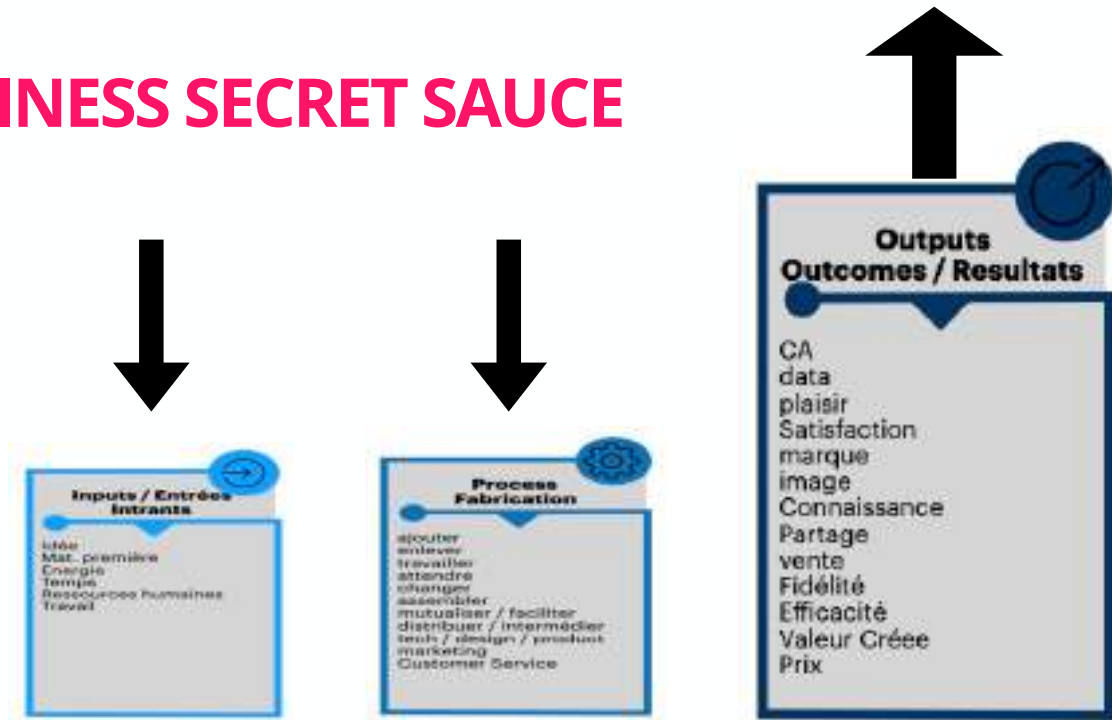 INESS SECRET SAUCE
Inputs / Entrées
Intrants
Idée
Mat. première
Énergie
Temps
Ressources humaines
Travail
Process
Fabrication
ajouter
enlever
travailler
attendre
changer
assembler
mutualiser / faciliter
distribuer / intermédier
tech / design / product
marketing
Customer Service
Outputs
Outcomes / Resultats
CA
data
plaisir
Satisfaction
marque
image
Connaissance
Partage
vente
Fidélité
Efficacité
Valeur Créee
Prix